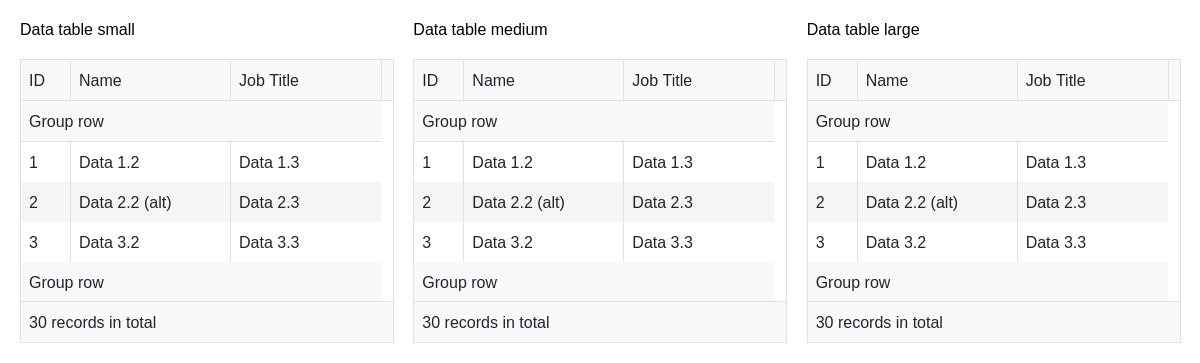 Data table small
ID Name Job Title
Group row
1 Data 1.2 Data 1.3
2 Data 2.2 (alt) Data 2.3
3 Data 3.2 Data 3.3
Group row
30 records in total
Data table medium
ID Name Job Title
Group row
1 Data 1.2 Data 1.3
2 Data 2.2 (alt) Data 2.3
3 Data 3.2 Data 3.3
Group row
30 records in total
Data table large
ID Name Job Title
Group row
1 Data 1.2 Data 1.3
2 Data 2.2 (alt) Data 2.3
3 Data 3.2 Data 3.3
Group row
30 records in total